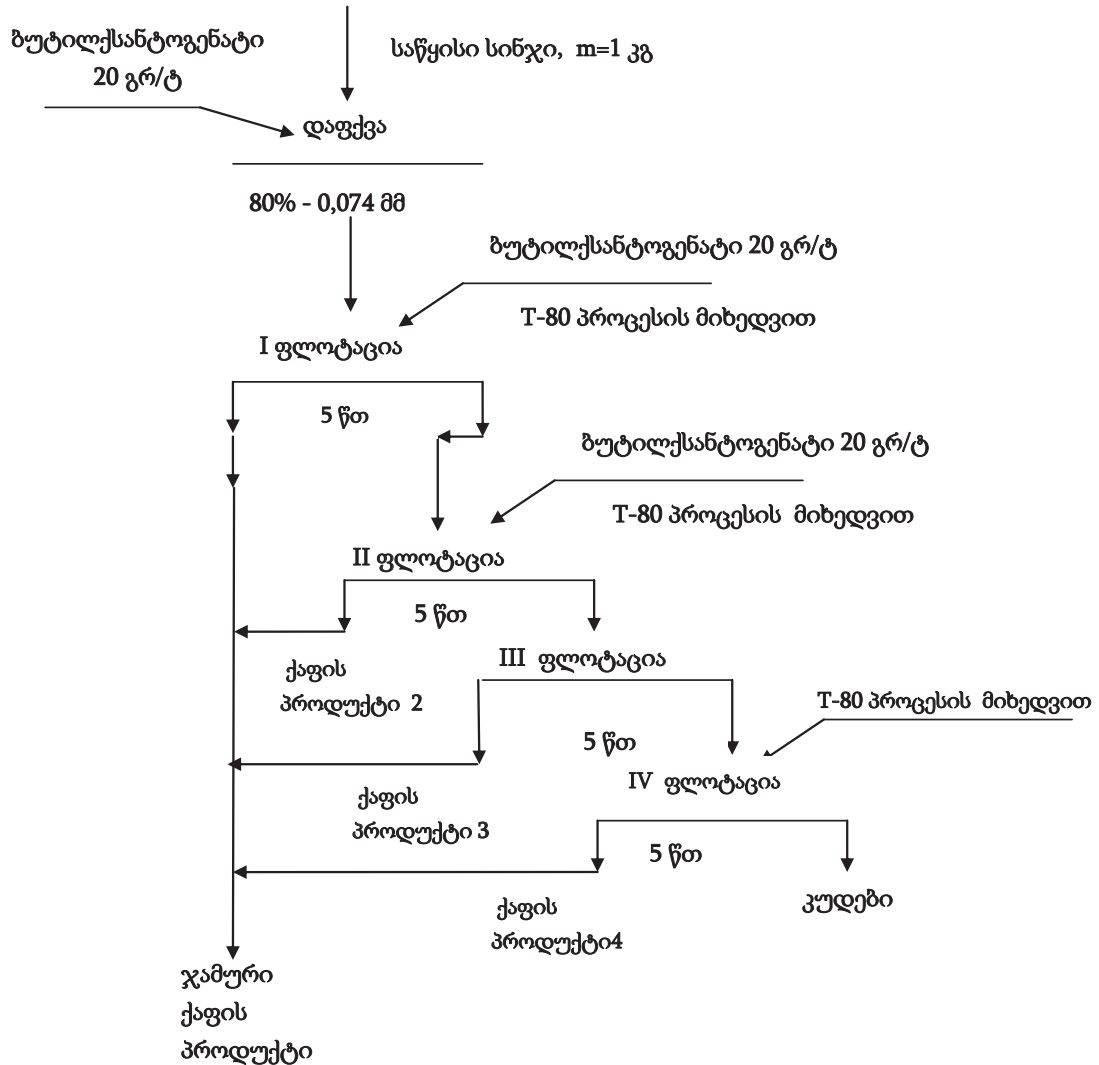 ბუტილქსანტოგენატი
20 გრ/ტ
საწყისი სინჯი, m=1 კგ
დაფქვა
80% - 0,074 მმ
ბუტილქსანტოგენატი 20 გრ/ტ
T-80 პროცესის მიხედვით
I ფლოტაცია
5 წთ
ბუტილქსანტოგენატი 20 გრ/ტ
T-80 პროცესის მიხედვით
II ფლოტაცია
5 წთ
ქაფის
პროდუქტი 2
III ფლოტაცია
T-80 პროცესის მიხედვით
5 წთ
IV ფლოტაცია
ქაფის
პროდუქტი 3
5 წთ
კუდები
ქაფის
პროდუქტი4
ჯამური
ქაფის
პროდუქტი